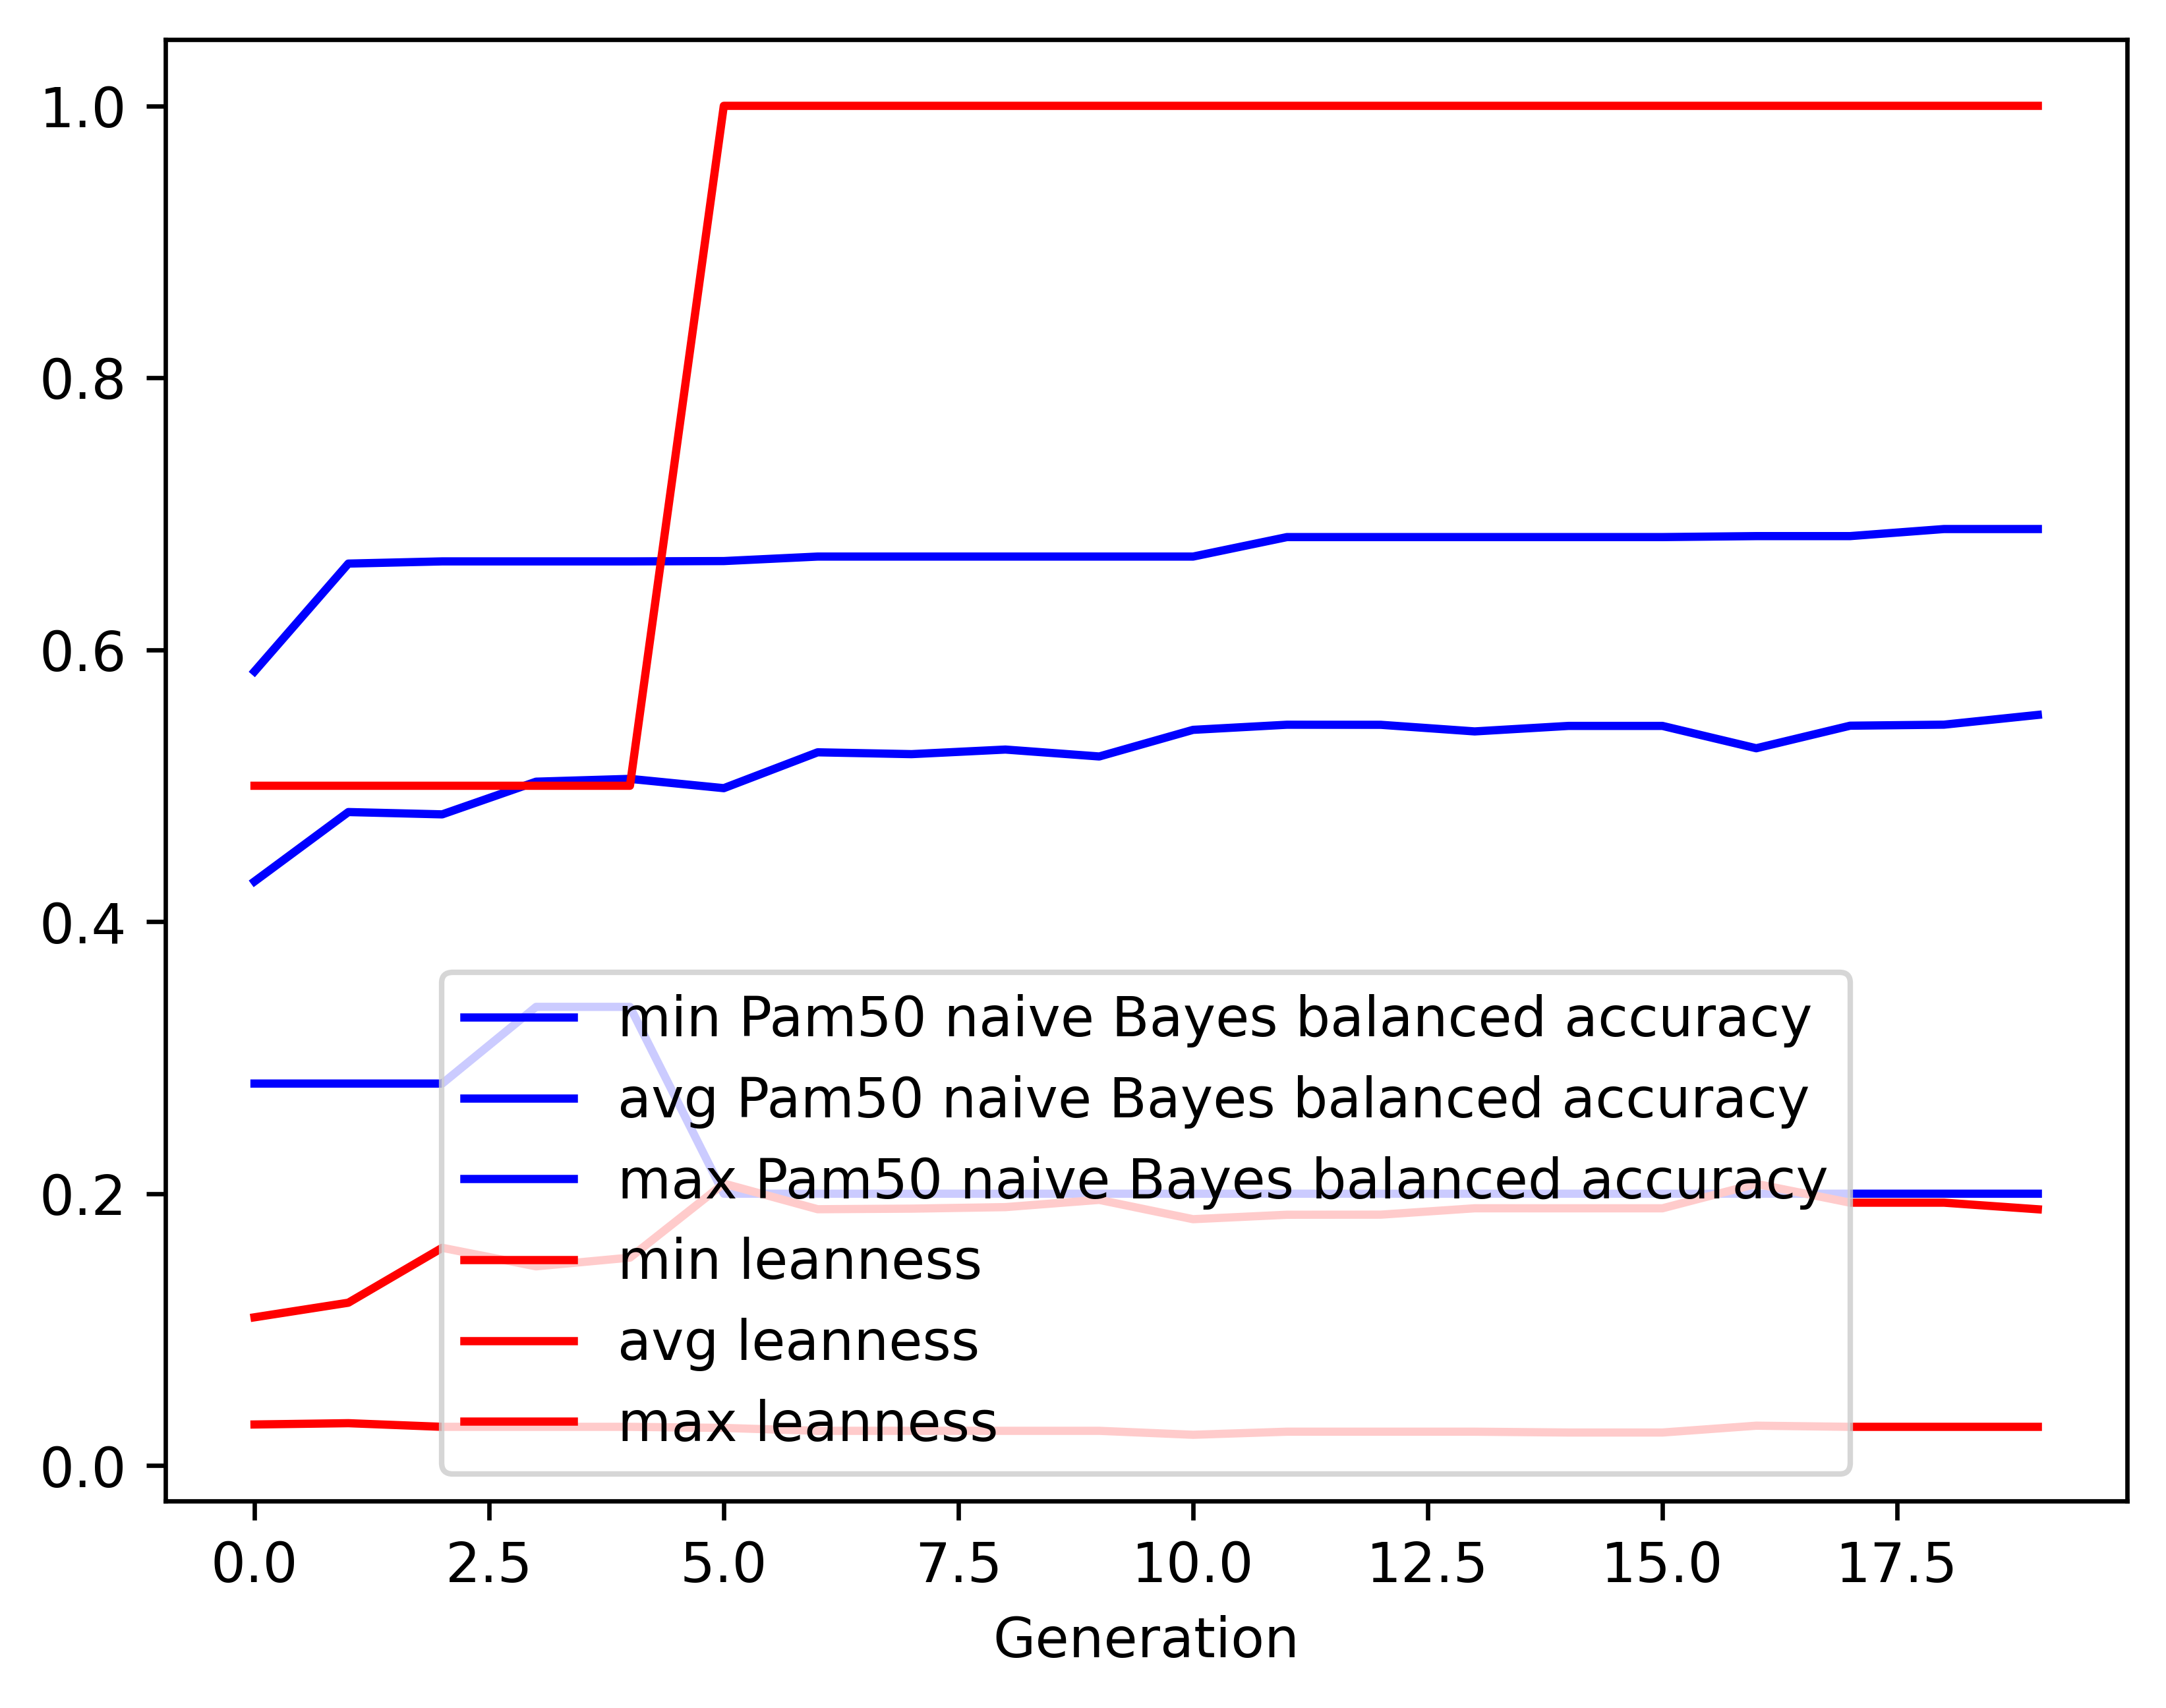 1.0
0.8
0.6
0.4
0.2
0.0
min Pam50 naive Bayes balanced accuracy
avg Pam50 naive Bayes balanced accuracy
max Pam50 naive Bayes balanced accuracy
min leanness
avg leanness
max leanness
0.0 2.5 5.0 7.5 10.0 12.5 15.0 17.5
Generation